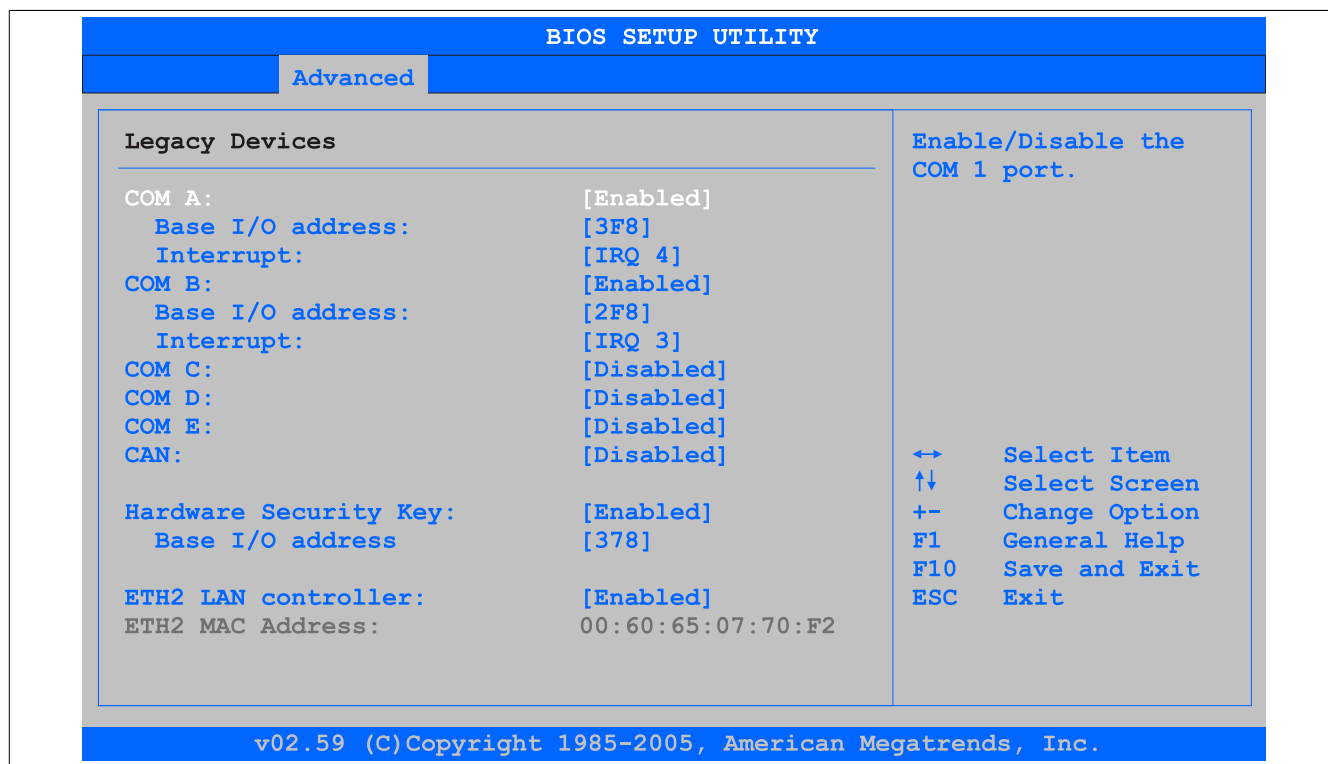 BIOS SETUP UTILITY
Advanced
Legacy Devices
COM A: [Enabled]
Base I/O address: [3F8]
Interrupt: [IRQ 4]
COM B: [Enabled]
Base I/O address: [2F8]
Interrupt: [IRQ 3]
COM C: [Disabled]
COM D: [Disabled]
COM E: [Disabled]
CAN: [Disabled]
Hardware Security Key: [Enabled]
Base I/O address [378]
ETH2 LAN controller: [Enabled]
ETH2 MAC Address: 00:60:65:07:70:F2
Enable/Disable the
COM 1 port.
↔ Select Item
↑↓ Select Screen
+- Change Option
F1 General Help
F10 Save and Exit
ESC Exit
v02.59 (C)Copyright 1985-2005, American Megatrends, Inc.